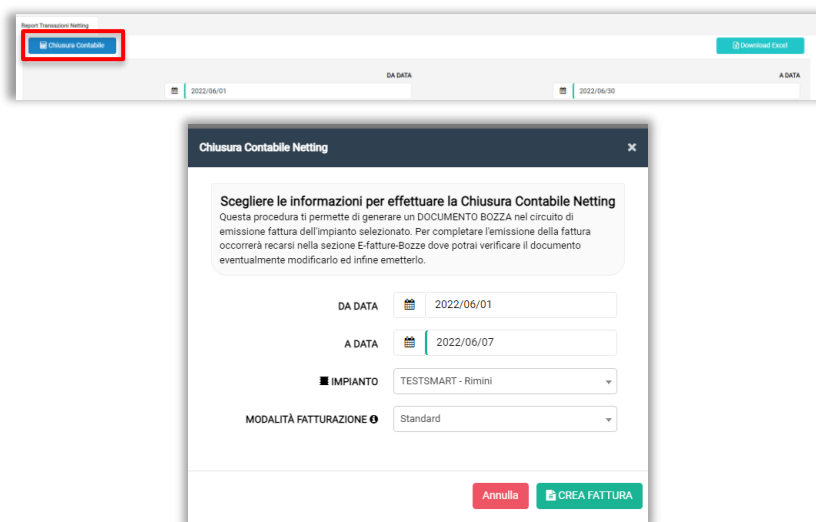 Report Transazioni Netting
Chiusura Contabile
Download Excel
DA DATA
A DATA
2022/06/01
2022/06/30
Chiusura Contabile Netting
×
Scegliere le informazioni per effettuare la Chiusura Contabile Netting
Questa procedura ti permette di generare un DOCUMENTO BOZZA nel circuito di
emissione fattura dell'impianto selezionato. Per completare l'emissione della fattura
occorrerà recarsi nella sezione E-fatture-Bozze dove potrai verificare il documento
eventualmente modificarlo ed infine emetterlo.
DA DATA
2022/06/01
A DATA
2022/06/07
IMPIANTO
TESTSMART - Rimini
MODALITÀ FATTURAZIONE
Standard
Annulla
CREA FATTURA